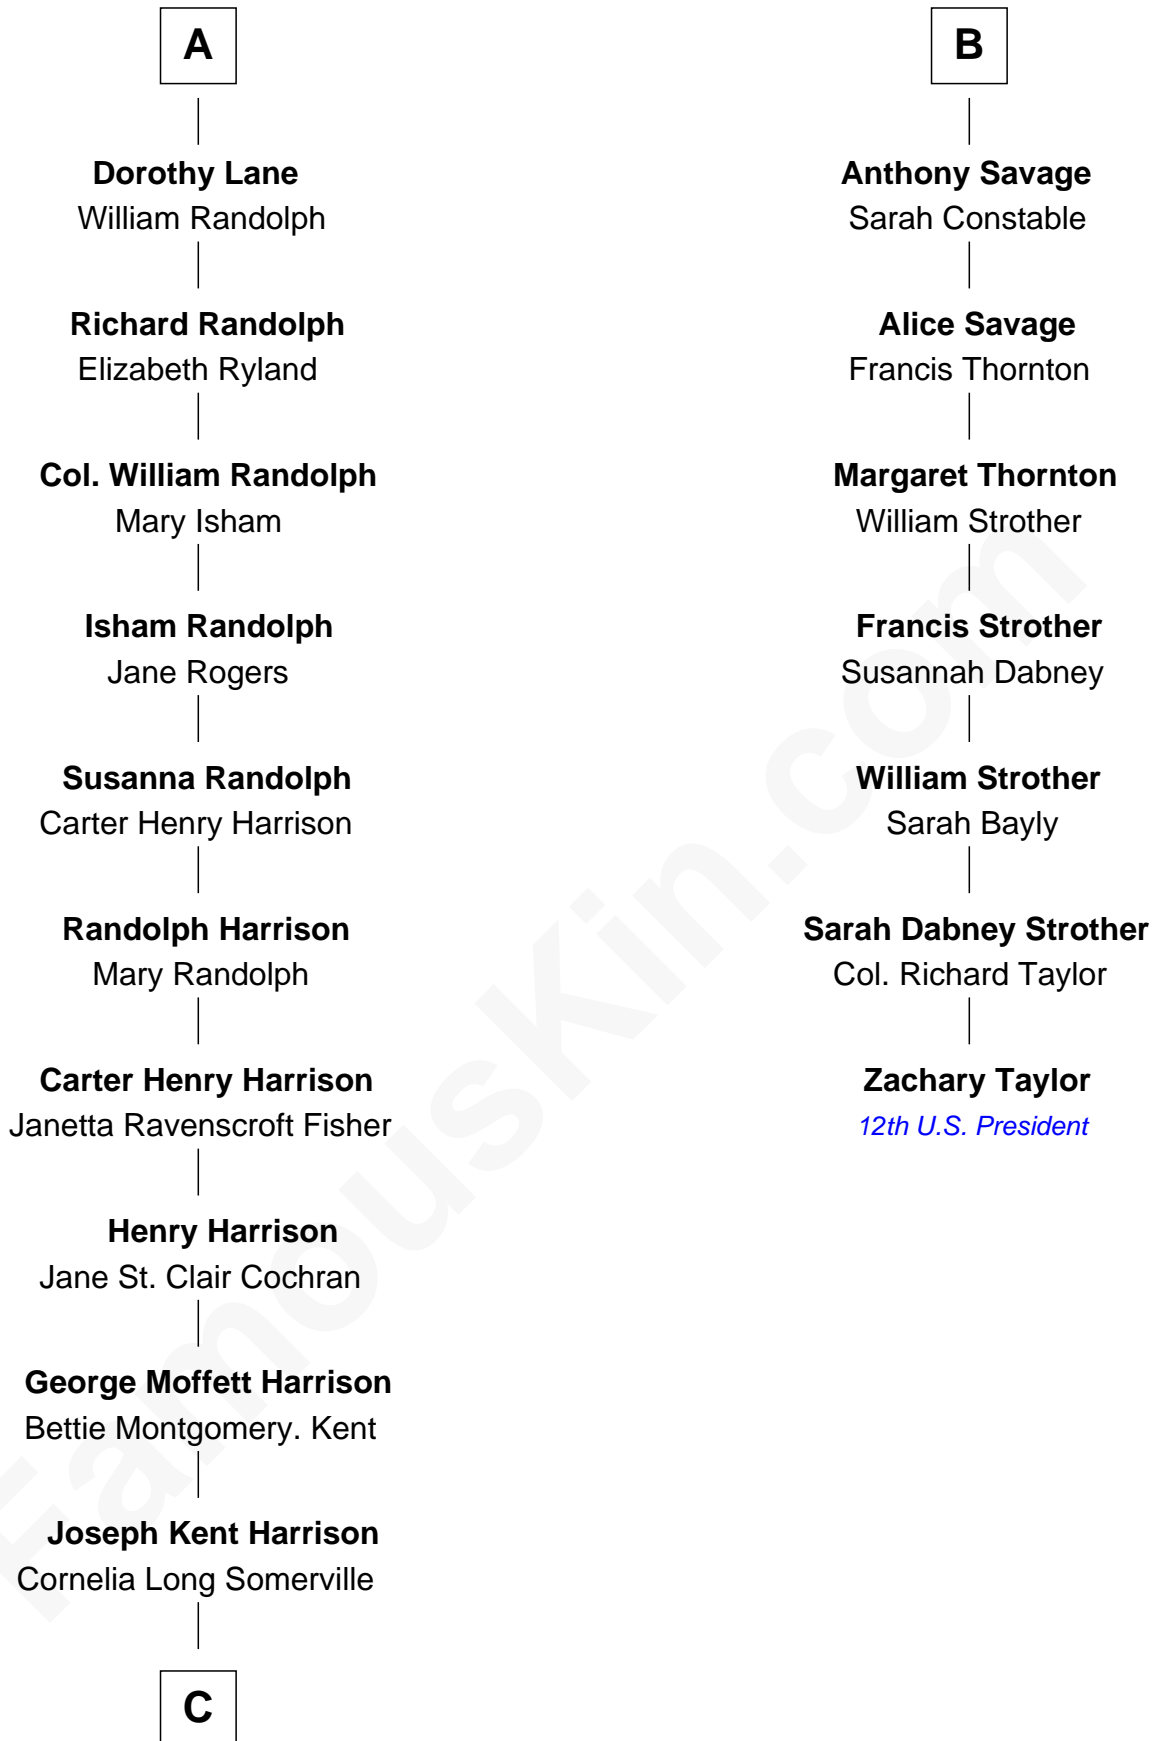 A
Dorothy Lane
William Randolph
Richard Randolph
Elizabeth Ryland
Col. William Randolph
Mary Isham
Isham Randolph
Jane Rogers
Susanna Randolph
Carter Henry Harrison
Randolph Harrison
Mary Randolph
Carter Henry Harrison
Janetta Ravenscroft Fisher
Henry Harrison
Jane St. Clair Cochran
George Moffett Harrison
Bettie Montgomery. Kent
Joseph Kent Harrison
Cornelia Long Somerville
C
B
Anthony Savage
Sarah Constable
Alice Savage
Francis Thornton
Margaret Thornton
William Strother
Francis Strother
Susannah Dabney
William Strother
Sarah Bayly
Sarah Dabney Strother
Col. Richard Taylor
Zachary Taylor
12th U.S. President
FamousKin.com